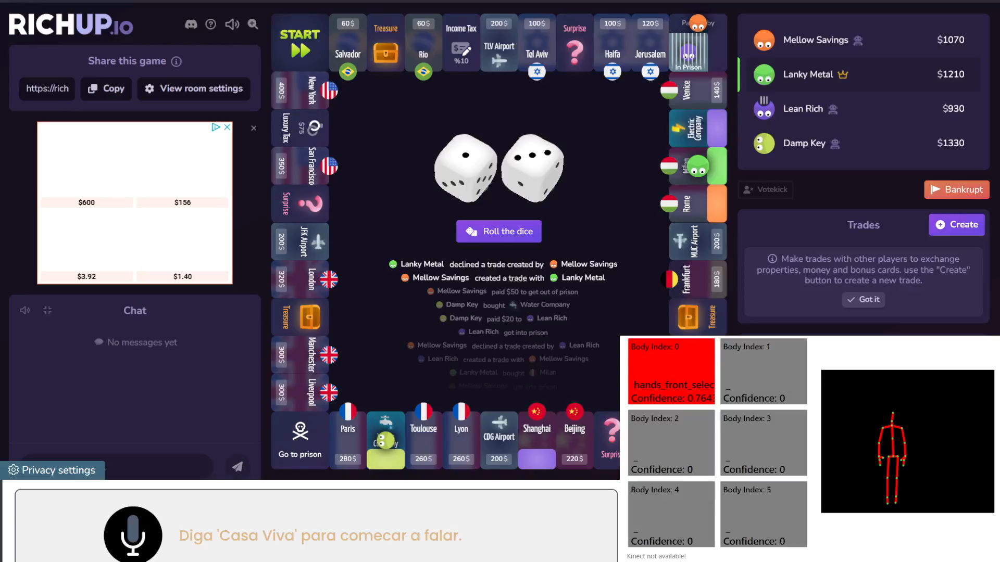 RICHUP.IO
Share this game
https://rich
Copy
View room settings
$600
$156
$3.92
$1.40
Chat
No messages yet
Privacy settings
START
60$
Salvador
Treasure
60$
Rio
Income Tax
%10
200$
TLV Airport
100$
Tel Aviv
Surprise
100$
Haifa
120$
Jerusalem
In Prison
New York
400$
Luxury Tax
$75
San Francisco
350$
Surprise
JFK Airport
200$
London
320$
Treasure
Manchester
300$
Liverpool
300$
Venice
140$
Electric Company
Milan
Rome
MUC Airport
200$
Frankfurt
180$
Treasure
Roll the dice
Lanky Metal declined a trade created by Mellow Savings
Mellow Savings created a trade with Lanky Metal
Mellow Savings paid $50 to get out of prison
Damp Key bought Water Company
Damp Key paid $20 to Lean Rich
Lean Rich got into prison
Mellow Savings declined a trade created by Lean Rich
Lean Rich created a trade with Mellow Savings
Lanky Metal bought Milan
Mellow Savings got into prison
Go to prison
Paris
280$
Toulouse
260$
Lyon
260$
CDG Airport
200$
Shanghai
Beijing
220$
Surpris
Mellow Savings
$1070
Lanky Metal
$1210
Lean Rich
$930
Damp Key
$1330
Votekick
Bankrupt
Trades
Create
Make trades with other players to exchange
properties, money and bonus cards. use the "Create"
button to create a new trade.
Got it
Body Index: 0
hands_front_selec
Confidence: 0.7643
Body Index: 1
_
Confidence: 0
Body Index: 2
_
Confidence: 0
Body Index: 3
_
Confidence: 0
Body Index: 4
_
Confidence: 0
Body Index: 5
_
Confidence: 0
Kinect not available!
Diga 'Casa Viva' para comecar a falar.